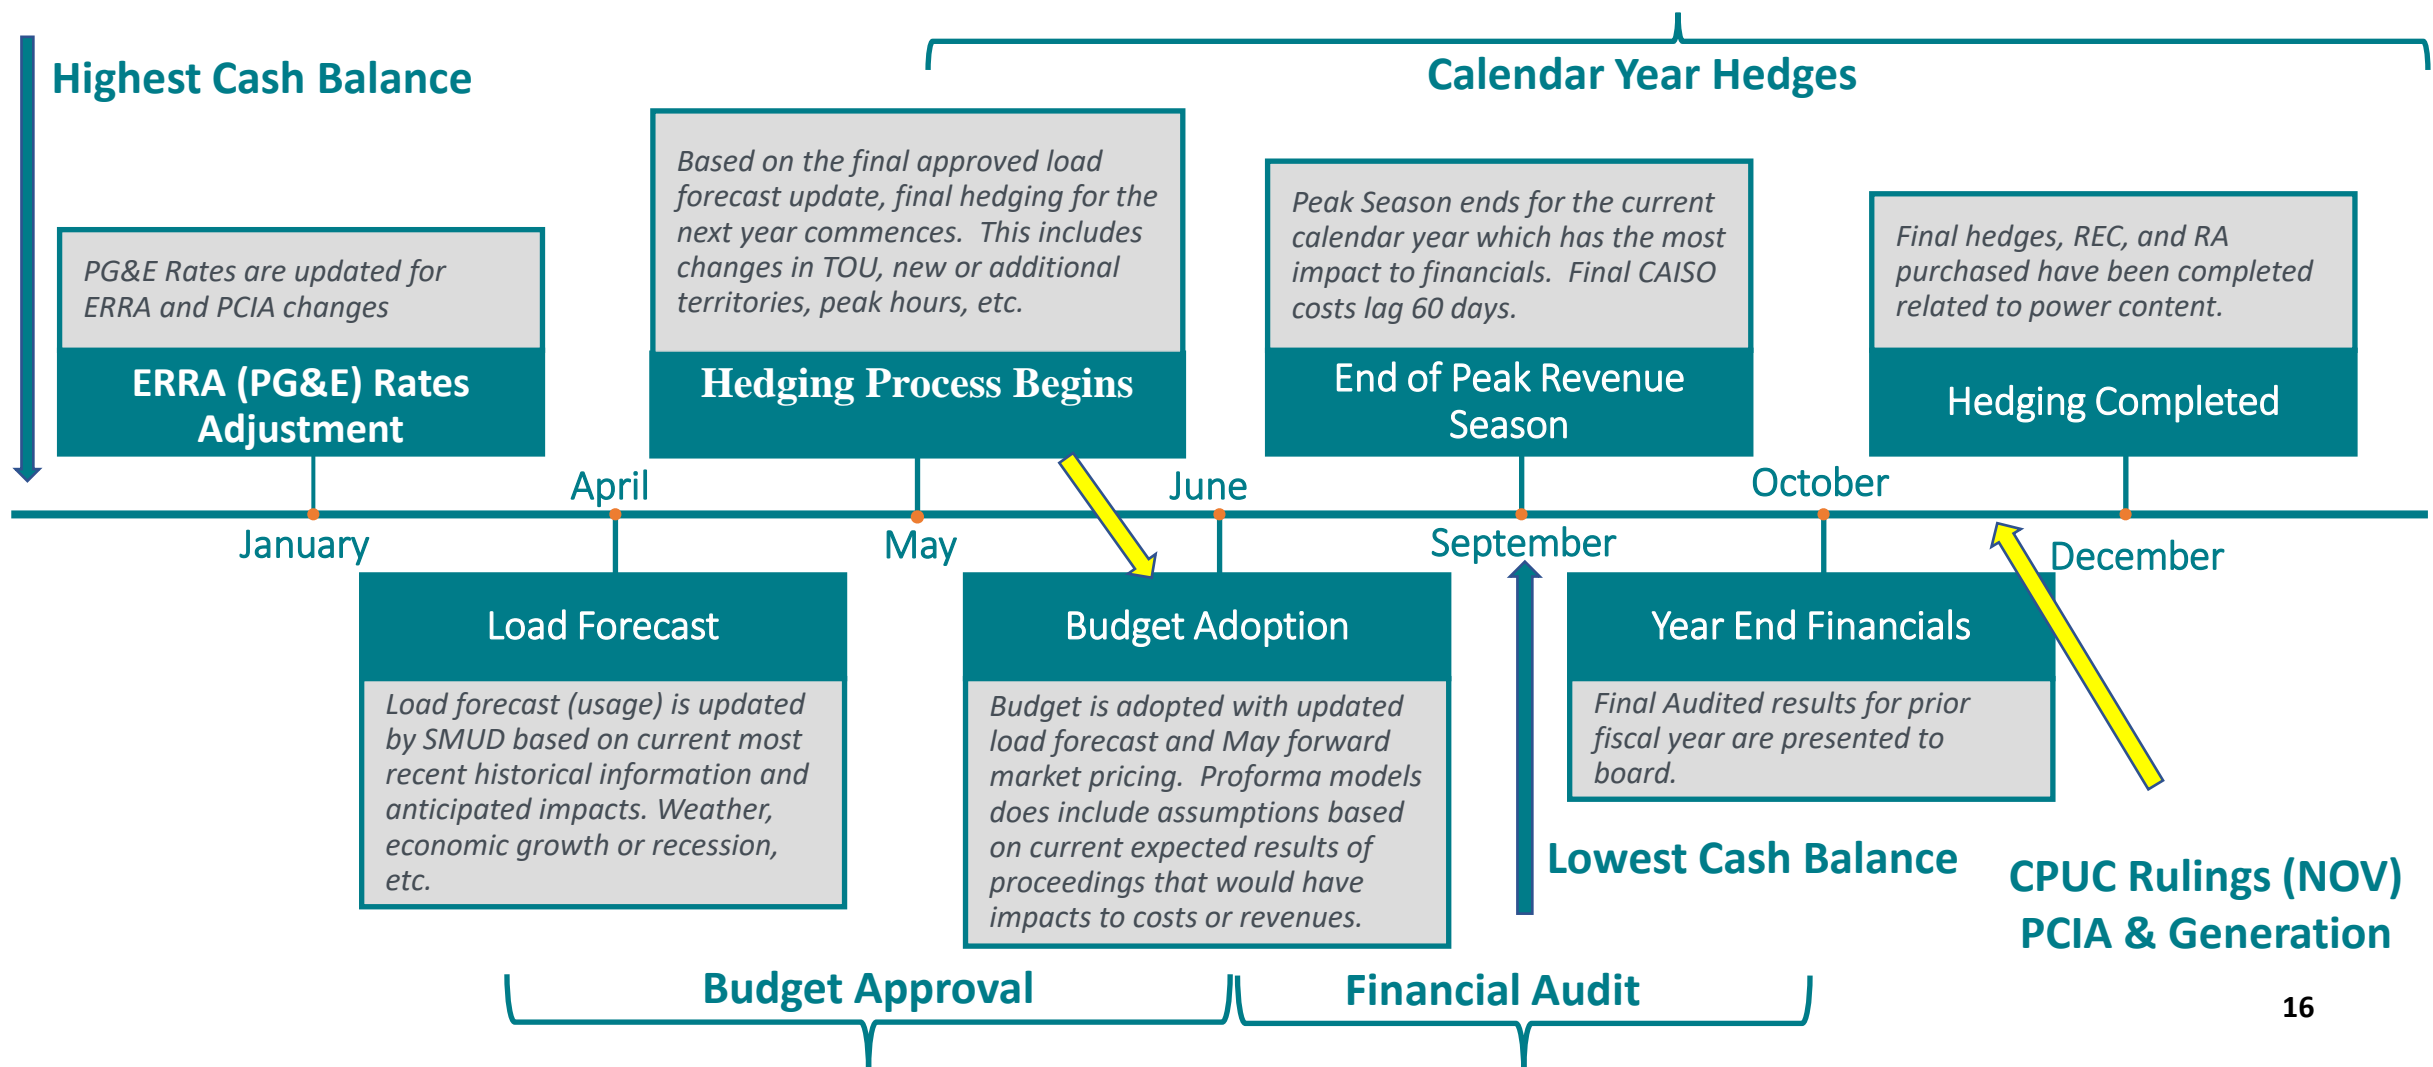 Highest Cash Balance
Calendar Year Hedges
PG&E Rates are updated for
ERRA and PCIA changes
ERRA (PG&E) Rates
Adjustment
Based on the final approved load
forecast update, final hedging for the
next year commences.  This includes
changes in TOU, new or additional
territories, peak hours, etc.
Hedging Process Begins
Peak Season ends for the current
calendar year which has the most
impact to financials.  Final CAISO
costs lag 60 days.
End of Peak Revenue
Season
Final hedges, REC, and RA
purchased have been completed
related to power content.
Hedging Completed
January
April
May
June
September
October
December
Load Forecast
Load forecast (usage) is updated
by SMUD based on current most
recent historical information and
anticipated impacts. Weather,
economic growth or recession,
etc.
Budget Adoption
Budget is adopted with updated
load forecast and May forward
market pricing.  Proforma models
does include assumptions based
on current expected results of
proceedings that would have
impacts to costs or revenues.
Year End Financials
Final Audited results for prior
fiscal year are presented to
board.
Lowest Cash Balance
CPUC Rulings (NOV)
PCIA & Generation
Budget Approval
Financial Audit
16